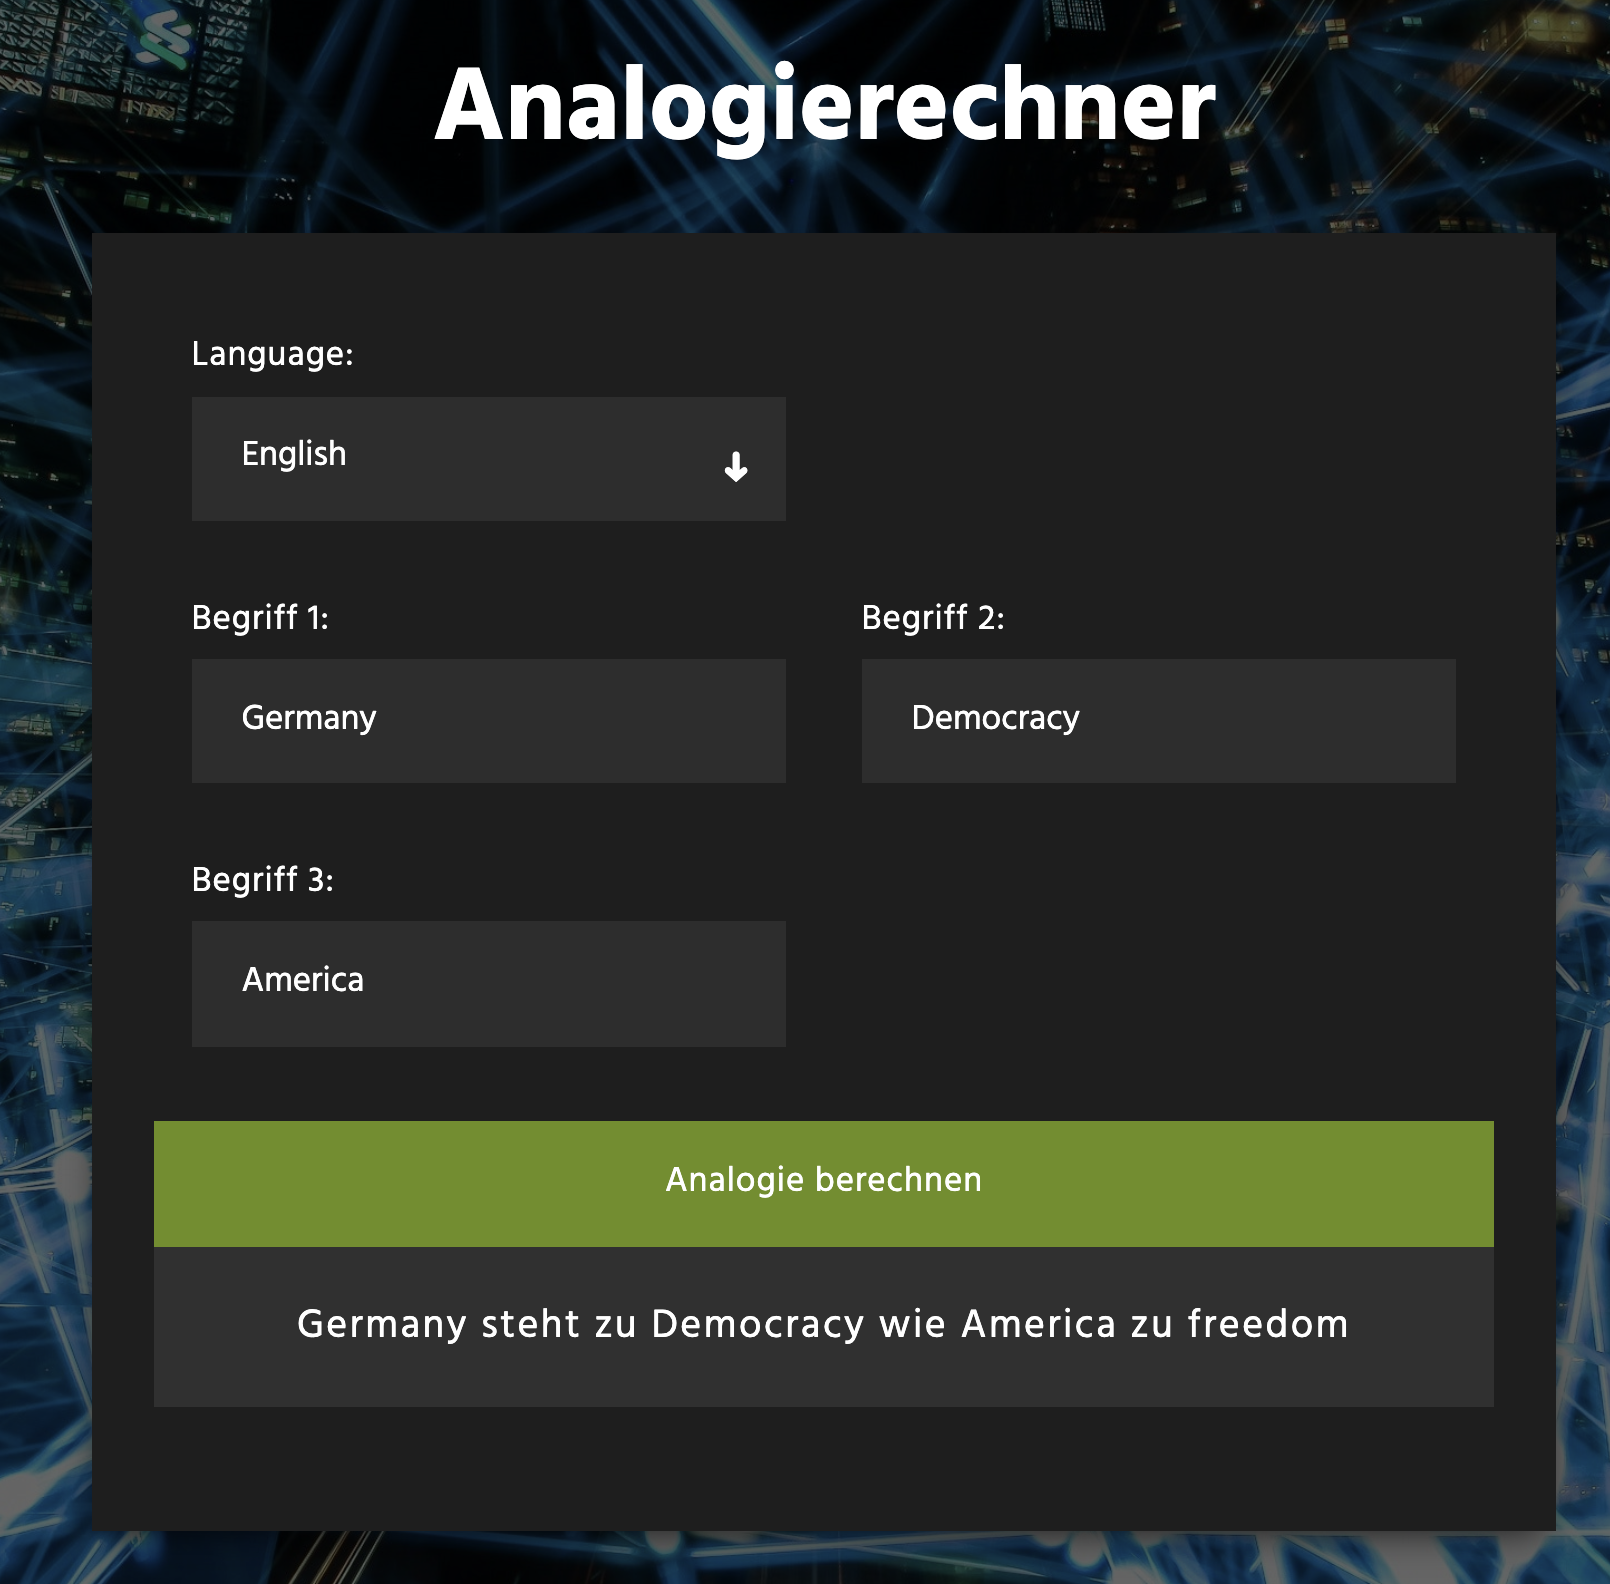 Analogierechner
Language:
English
Begriff 1:
Begriff 2:
Germany
Democracy
Begriff 3:
America
Analogie berechnen
Germany steht zu Democracy wie America zu freedom